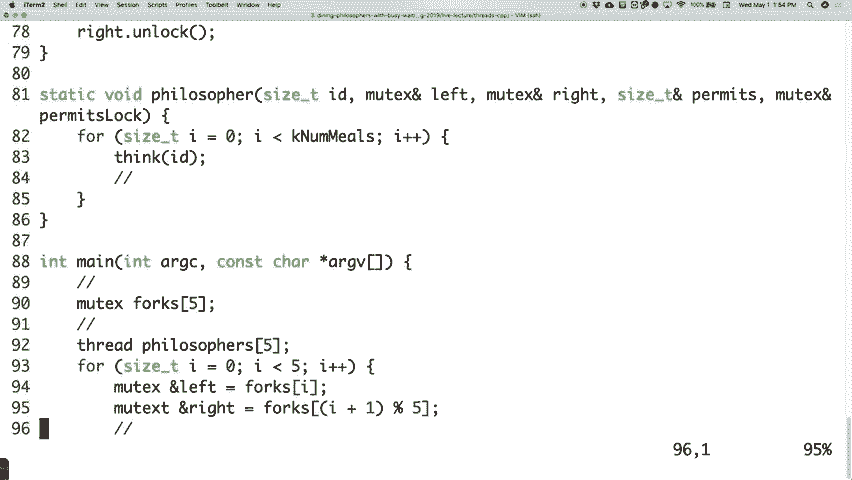 iTerm2 Shell Edit View Session Scripts Profiles Toolbelt Window Help 100% Wed May 1 1:54 PM
78 right.unlock();
79 }
80
81 static void philosopher(size_t id, mutex& left, mutex& right, size_t& permits, mutex&
permitsLock) {
82 for (size_t i = 0; i < kNumMeals; i++) {
83 think(id);
84 //
85 }
86 }
87
88 int main(int argc, const char *argv[]) {
89 //
90 mutex forks[5];
91 //
92 thread philosophers[5];
93 for (size_t i = 0; i < 5; i++) {
94 mutex &left = forks[i];
95 mutext &right = forks[(i + 1) % 5];
96 //
96,1 95%